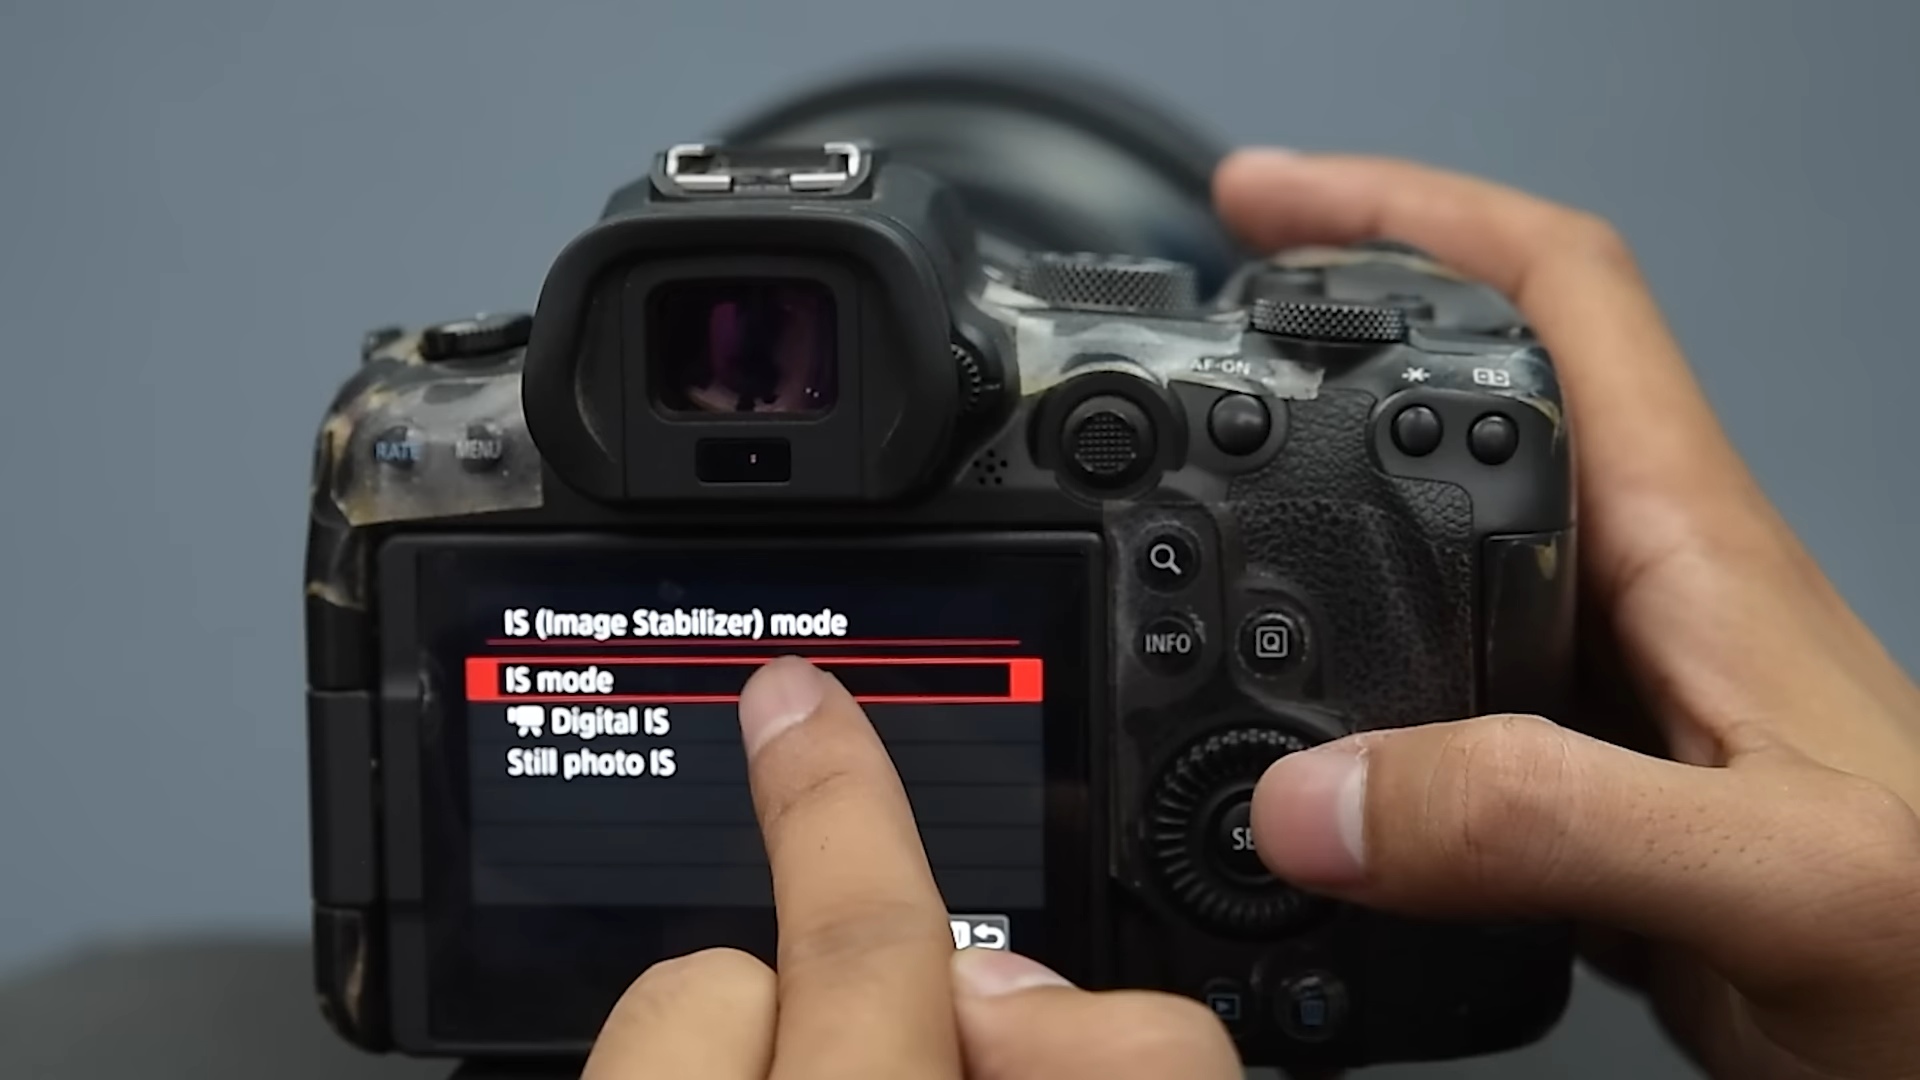 AF-ON
RATE MENU
INFO
Q
IS (Image Stabilizer) mode
IS mode
Digital IS
Still photo IS